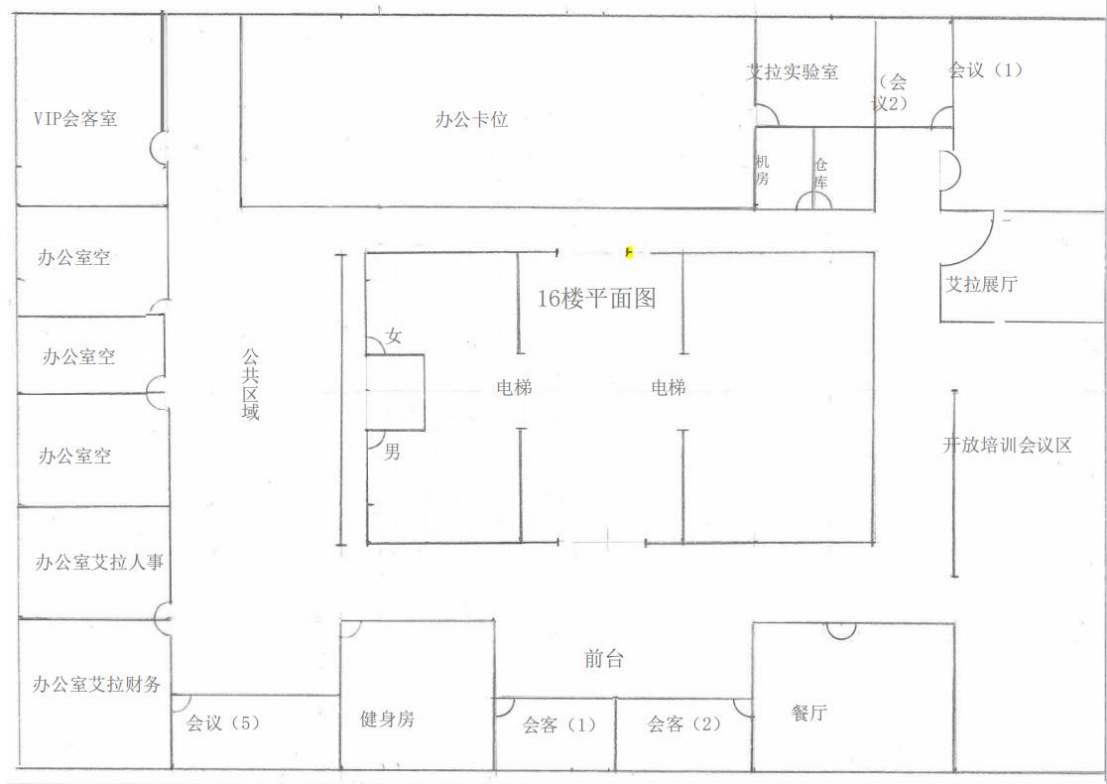 艾拉实验室
（会
议2）
会议（1）
VIP会客室
办公卡位
机
房
仓
库
办公室空
艾拉展厅
16楼平面图
女
办公室空
公
共
区
域
电梯
电梯
男
开放培训会议区
办公室空
办公室艾拉人事
前台
办公室艾拉财务
会议（5）
健身房
会客（1）
会客（2）
餐厅